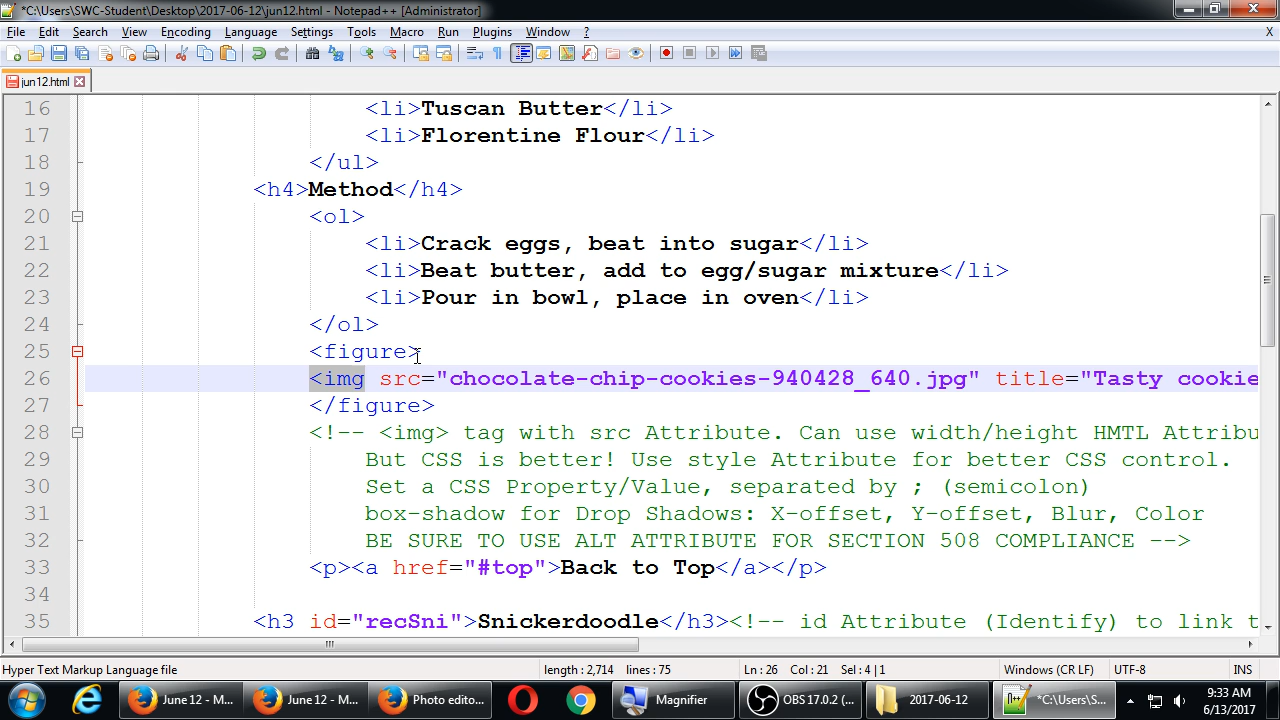 *C:\Users\SWC-Student\Desktop\2017-06-12\jun12.html - Notepad++ [Administrator]
File Edit Search View Encoding Language Settings Tools Macro Run Plugins Window ? X
jun12.html
16 <li>Tuscan Butter</li>
17 <li>Florentine Flour</li>
18 </ul>
19 <h4>Method</h4>
20 <ol>
21 <li>Crack eggs, beat into sugar</li>
22 <li>Beat butter, add to egg/sugar mixture</li>
23 <li>Pour in bowl, place in oven</li>
24 </ol>
25 <figure>
26 <img src="chocolate-chip-cookies-940428_640.jpg" title="Tasty cookie
27 </figure>
28 <!-- <img> tag with src Attribute. Can use width/height HMTL Attribu
29 But CSS is better! Use style Attribute for better CSS control.
30 Set a CSS Property/Value, separated by ; (semicolon)
31 box-shadow for Drop Shadows: X-offset, Y-offset, Blur, Color
32 BE SURE TO USE ALT ATTRIBUTE FOR SECTION 508 COMPLIANCE -->
33 <p><a href="#top">Back to Top</a></p>
34
35 <h3 id="recSni">Snickerdoodle</h3><!-- id Attribute (Identify) to link t
Hyper Text Markup Language file length : 2,714 lines : 75 Ln : 26 Col : 21 Sel : 4 | 1 Windows (CR LF) UTF-8 INS
June 12 - M... June 12 - M... Photo edito... Magnifier OBS 17.0.2 (... 2017-06-12 *C:\Users\S... 9:33 AM
6/13/2017